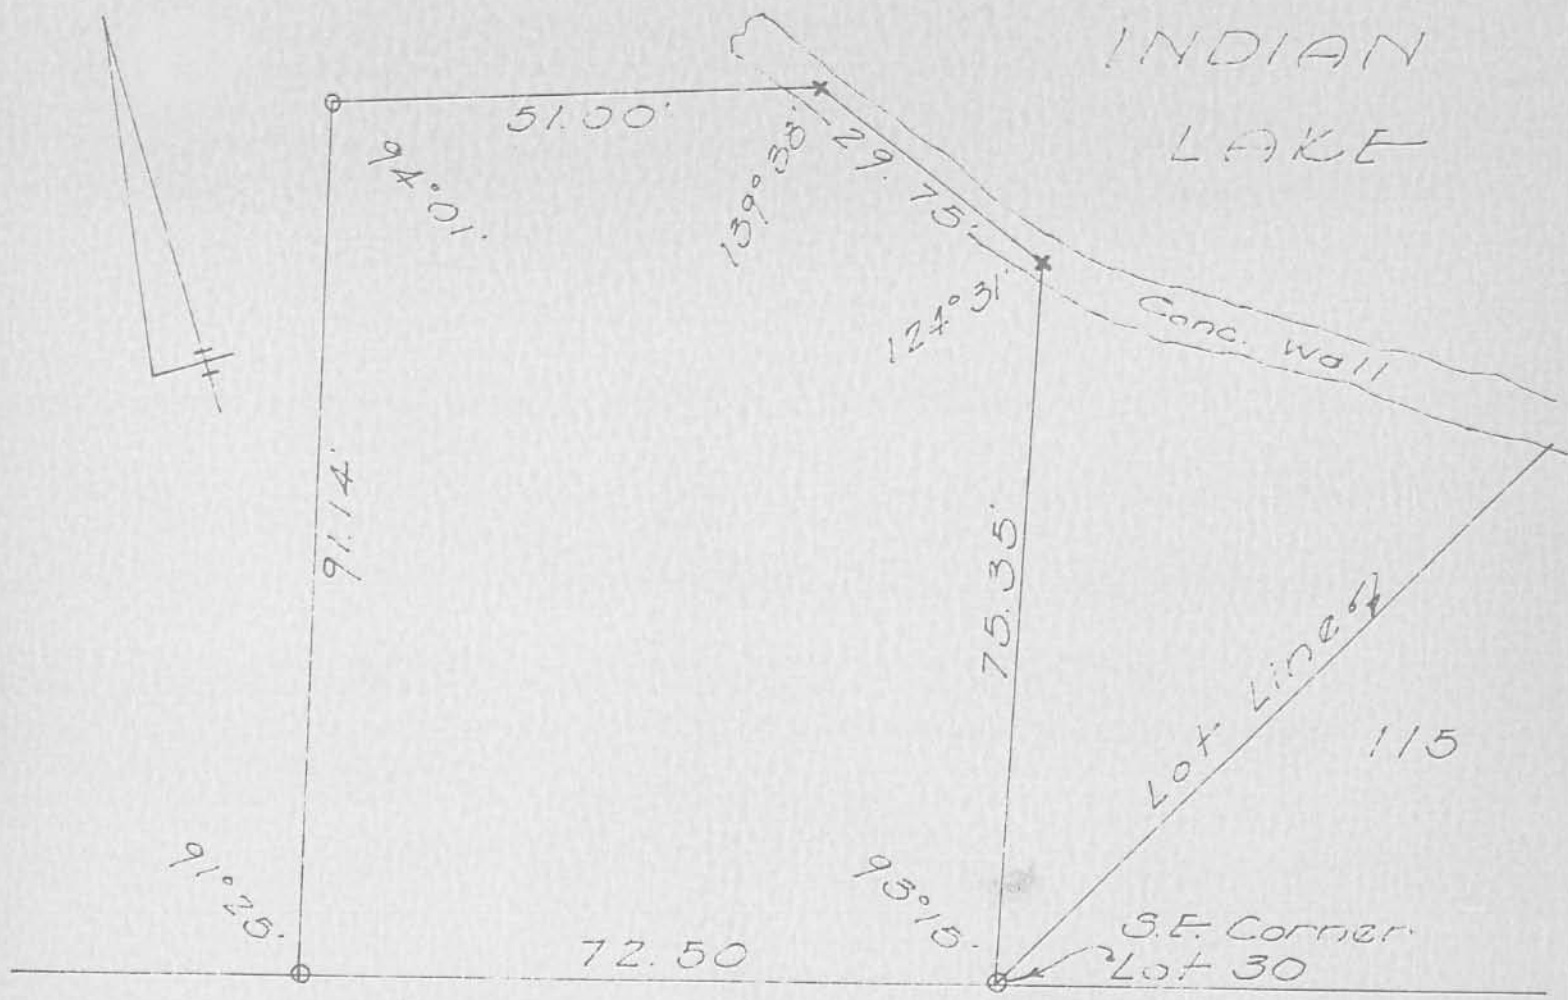 INDIAN
LAKE
51.00'
94°01'
139°38'
29.75'
124°31'
Conc. Wall
91.14'
75.35'
Lot Line
115
91°25'
93°15'
72.50
S.E. Corner
Lot 30